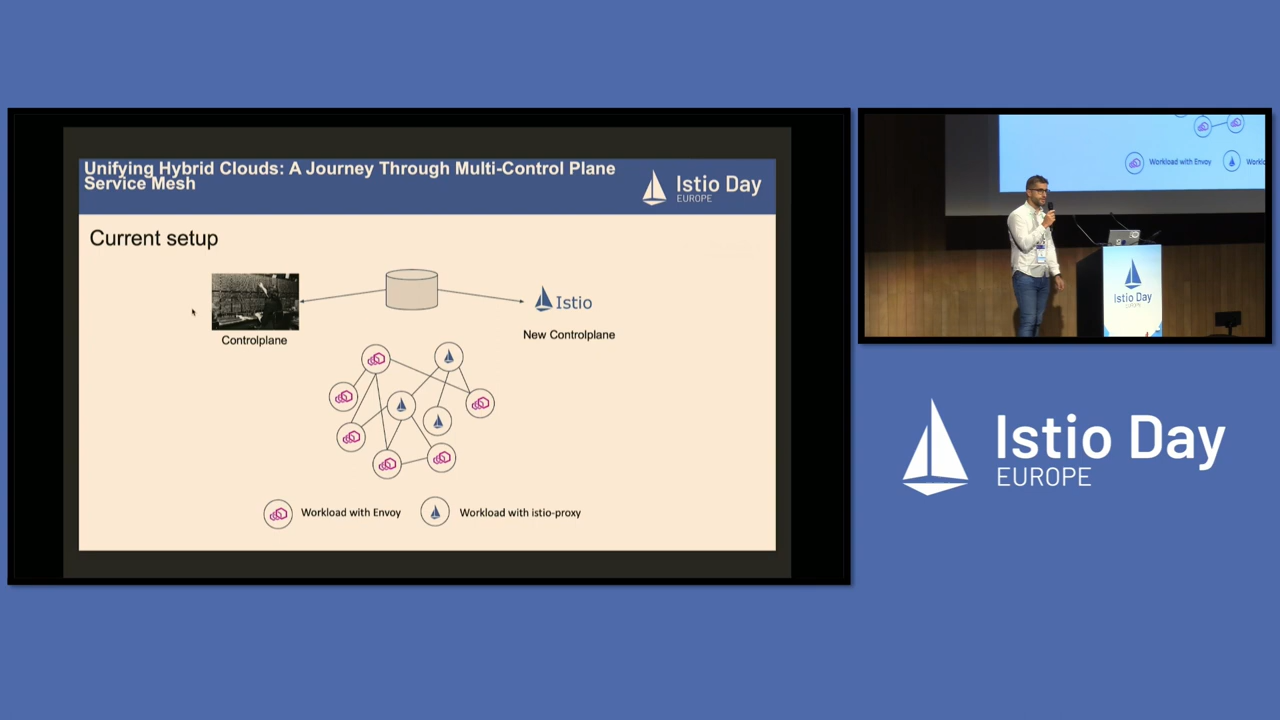 Unifying Hybrid Clouds: A Journey Through Multi-Control Plane
Service Mesh
Istio Day
EUROPE
Current setup
Controlplane
Istio
New Controlplane
Workload with Envoy
Workload with istio-proxy
Workload with Envoy
Istio Day
Istio Day
EUROPE